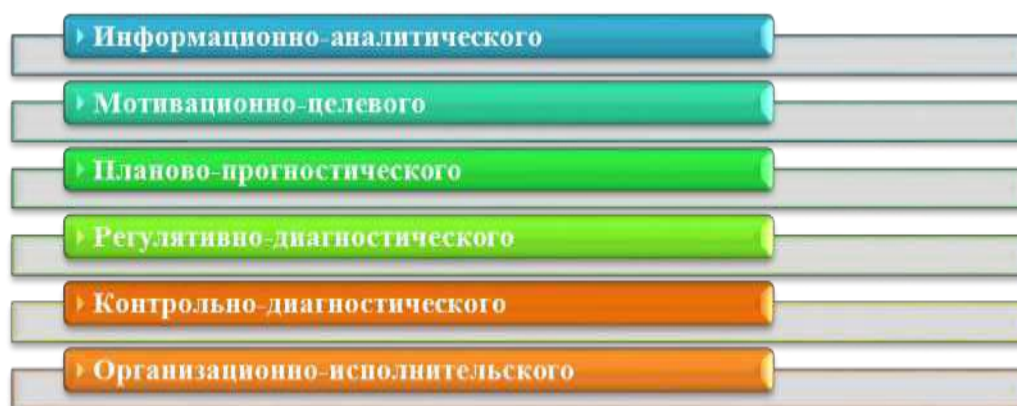 Информационно-аналитического
Мотивационно-целевого
Планово-прогностического
Регулятивно-диагностического
Контрольно-диагностического
Организационно-исполнительского